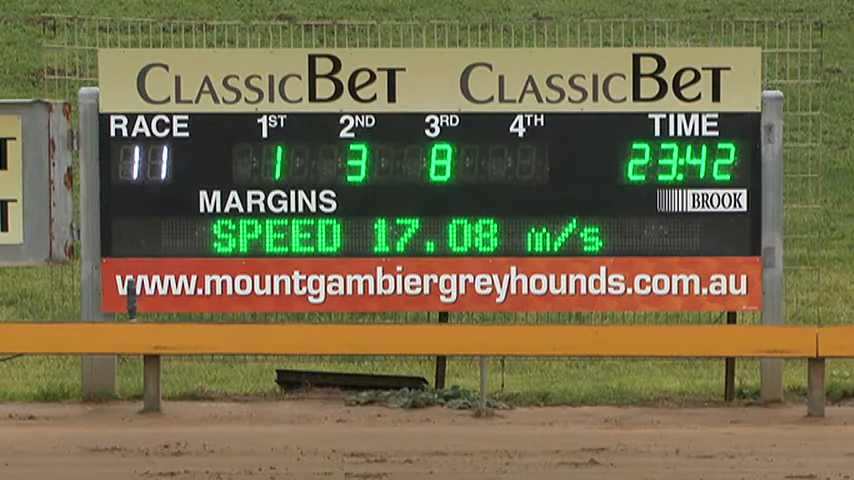 CLASSICBET CLASSICBET
RACE 1ST 2ND 3RD 4TH TIME
11 1 3 8 23:42
MARGINS BROOK
SPEED 17.08 m/s
www.mountgambiergreyhounds.com.au